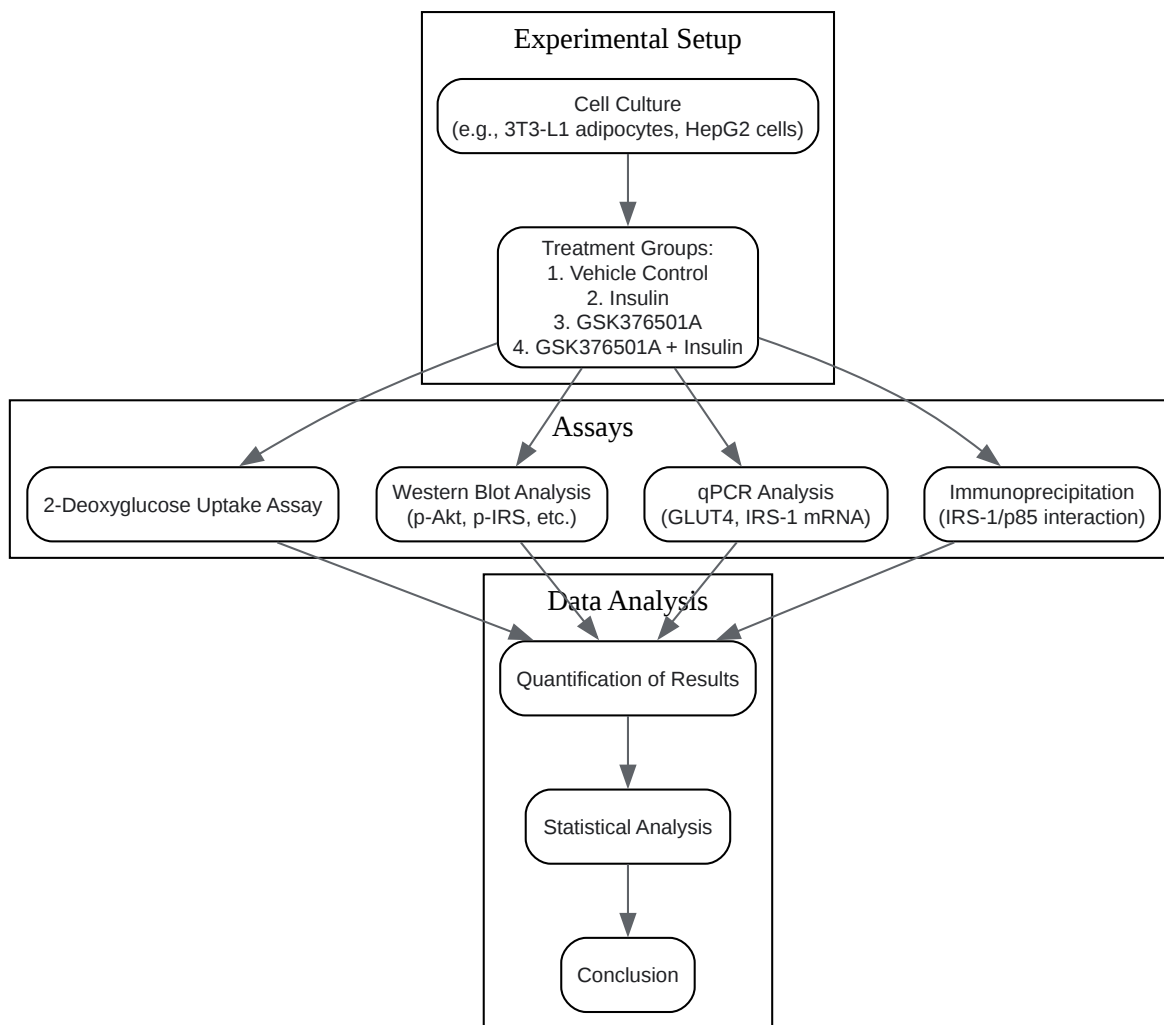 Experimental Setup
Cell Culture
(e.g., 3T3-L1 adipocytes, HepG2 cells)
Treatment Groups:
1. Vehicle Control
2. Insulin
3. GSK376501A
4. GSK376501A + Insulin
Assays
2-Deoxyglucose Uptake Assay
Western Blot Analysis
(p-Akt, p-IRS, etc.)
qPCR Analysis
(GLUT4, IRS-1 mRNA)
Immunoprecipitation
(IRS-1/p85 interaction)
Data Analysis
Quantification of Results
Statistical Analysis
Conclusion